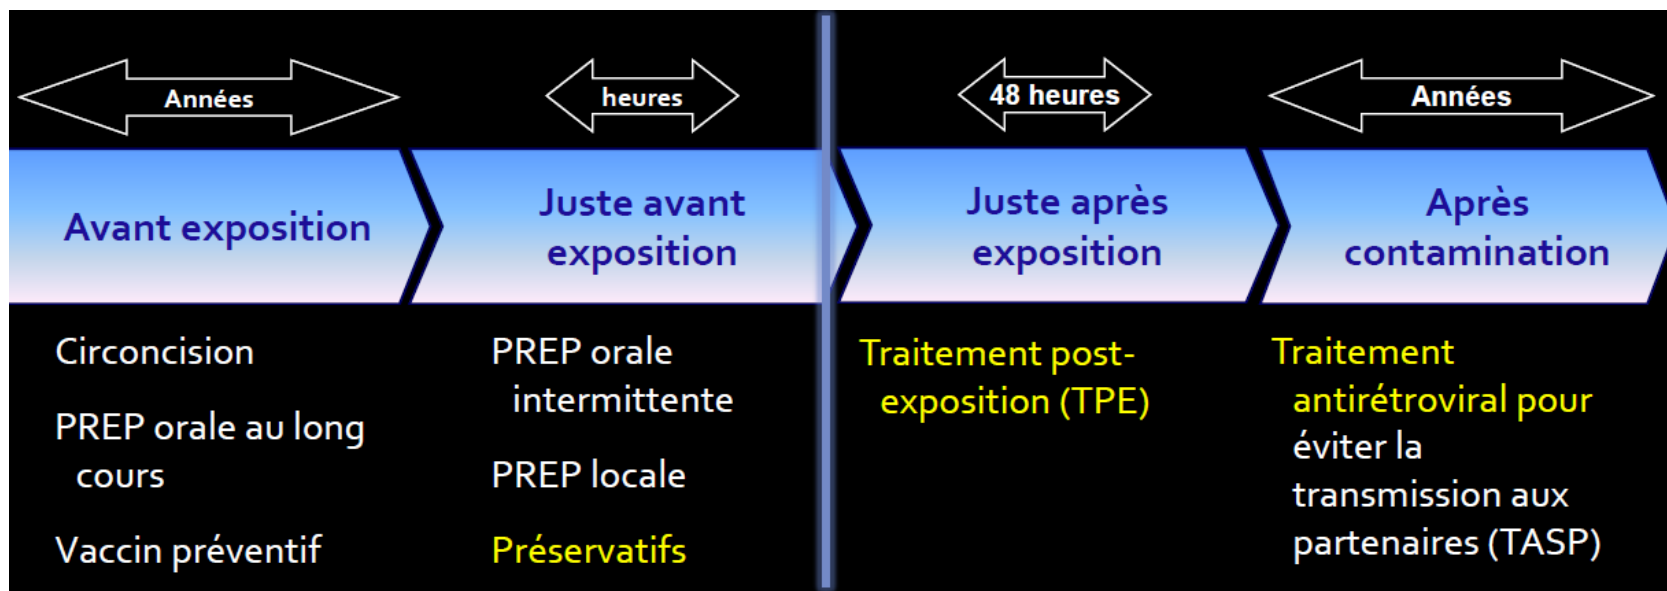 Années
heures
48 heures
Années
Avant exposition
Juste avant
exposition
Juste après
exposition
Après
contamination
Circoncision
PREP orale au long
cours
Vaccin préventif
PREP orale
intermittente
PREP locale
Préservatifs
Traitement post-
exposition (TPE)
Traitement
antirétroviral pour
éviter la
transmission aux
partenaires (TASP)